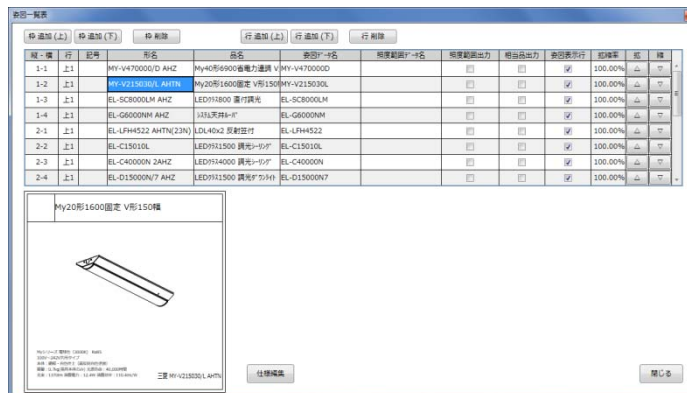 姿図一覧表
枠 追加 (上) 枠 追加 (下) 枠 削除 行 追加 (上) 行 追加 (下) 行 削除
縦 - 横 行 記号 形名 品名 姿図ﾃﾞｰﾀ名 照度範囲ﾃﾞｰﾀ名 照度範囲出力 相当品出力 姿図表示行 拡縮率 拡 縮
1-1 上1 MY-V470000/D AHZ My40形6900省電力連調 V MY-V470000D 100.00% △ ▽
1-2 上1 MY-V215030/L AHTN My20形1600固定 V形150 MY-V215030L 100.00% △ ▽
1-3 上1 EL-SC8000LM AHZ LEDｸﾗｽ800 直付調光 EL-SC8000LM 100.00% △ ▽
1-4 上1 EL-G6000NM AHZ ｼｽﾃﾑ天井ﾙｰﾊﾞ EL-G6000NM 100.00% △ ▽
2-1 上1 EL-LFH4522 AHTN(23N) LDL40x2 反射笠付 EL-LFH4522 100.00% △ ▽
2-2 上1 EL-C15010L LEDｸﾗｽ1500 調光ｼｰﾘﾝｸﾞ EL-C15010L 100.00% △ ▽
2-3 上1 EL-C40000N 2AHZ LEDｸﾗｽ4000 調光ｼｰﾘﾝｸﾞ EL-C40000N 100.00% △ ▽
2-4 上1 EL-D15000N/7 AHZ LEDｸﾗｽ1500 調光ﾀﾞｳﾝﾗｲﾄ EL-D15000N7 100.00% △ ▽
My20形1600固定 V形150幅
三菱 MY-V215030/L AHTN
仕様編集 閉じる